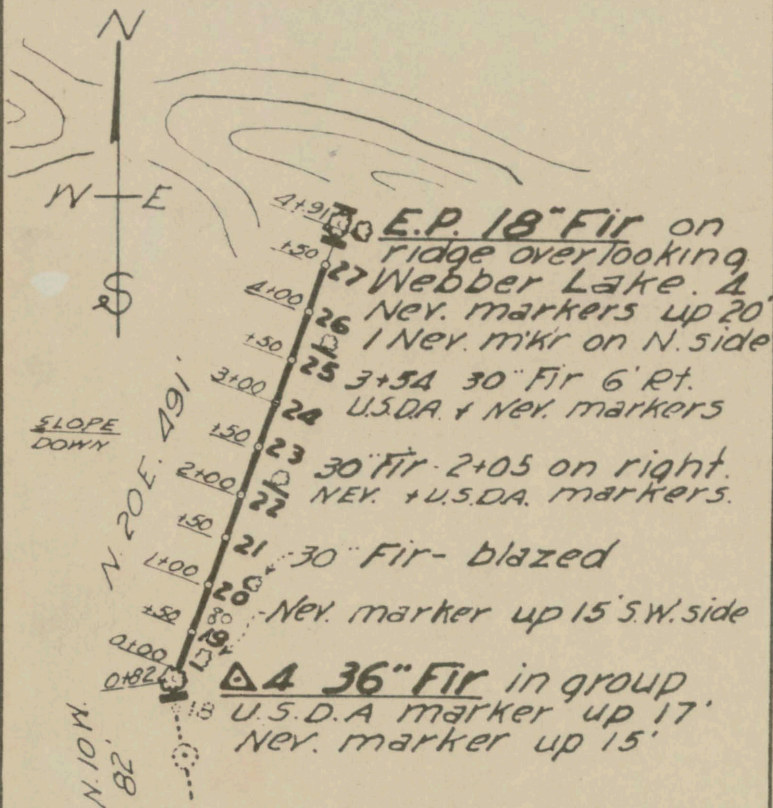 N
W E
S
4+91
E.P. 18" Fir on
ridge overlooking
Webber Lake. 4
Nev. markers up 20'
1 Nev. m'kr on N. side
+50
27
4+00
26
+50
25
3+54 30" Fir 6' Rt.
U.S.D.A. & Nev. markers
3+00
24
SLOPE
DOWN
N. 20 E. 491'
+50
23
30" Fir - 2+05 on right.
NEV. + U.S.D.A. markers.
2+00
22
+50
21
30" Fir - blazed
1+00
20
Nev. marker up 15' S.W. side
+50
19
0+00
0+82
△4 36" Fir in group
U.S.D.A marker up 17'
Nev. marker up 15'
18
N. 10 W.
82'